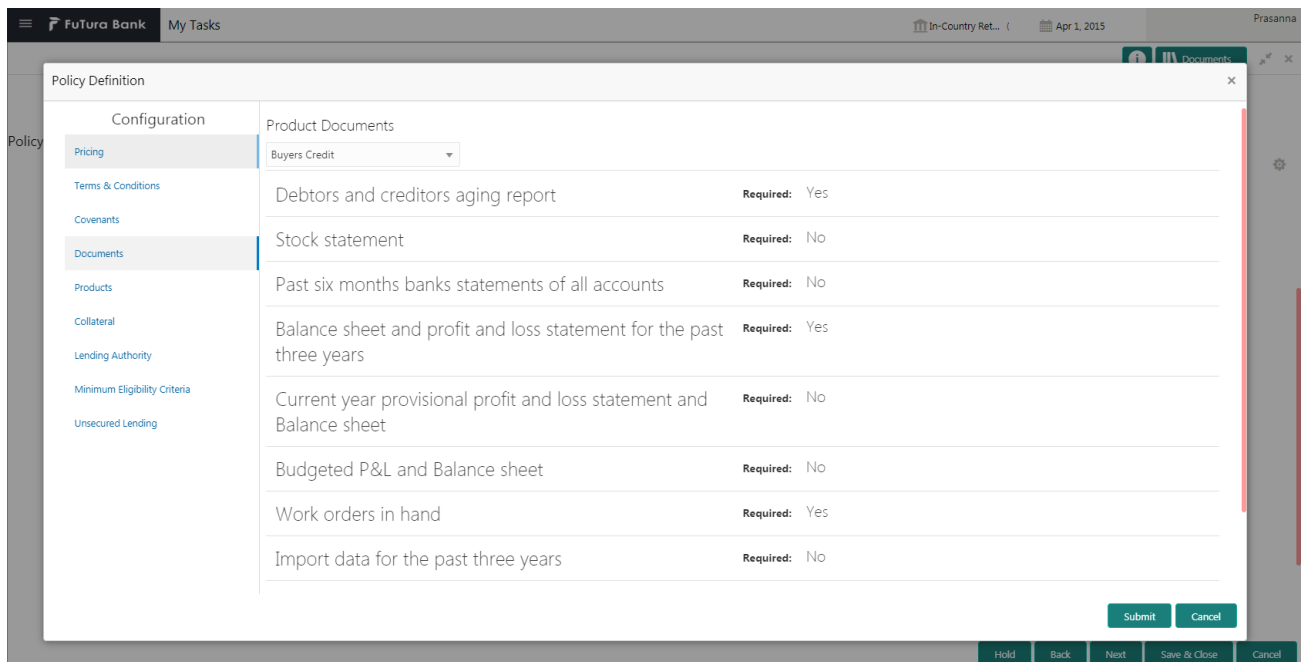 FuTura Bank
My Tasks
In-Country Ret... (
Apr 1, 2015
Prasanna
Documents
Policy
Policy Definition
Configuration
Pricing
Terms & Conditions
Covenants
Documents
Products
Collateral
Lending Authority
Minimum Eligibility Criteria
Unsecured Lending
Product Documents
Buyers Credit
Debtors and creditors aging report Required: Yes
Stock statement Required: No
Past six months banks statements of all accounts Required: No
Balance sheet and profit and loss statement for the past Required: Yes
three years
Current year provisional profit and loss statement and Required: No
Balance sheet
Budgeted P&L and Balance sheet Required: No
Work orders in hand Required: Yes
Import data for the past three years Required: No
Submit Cancel
Hold Back Next Save & Close Cancel